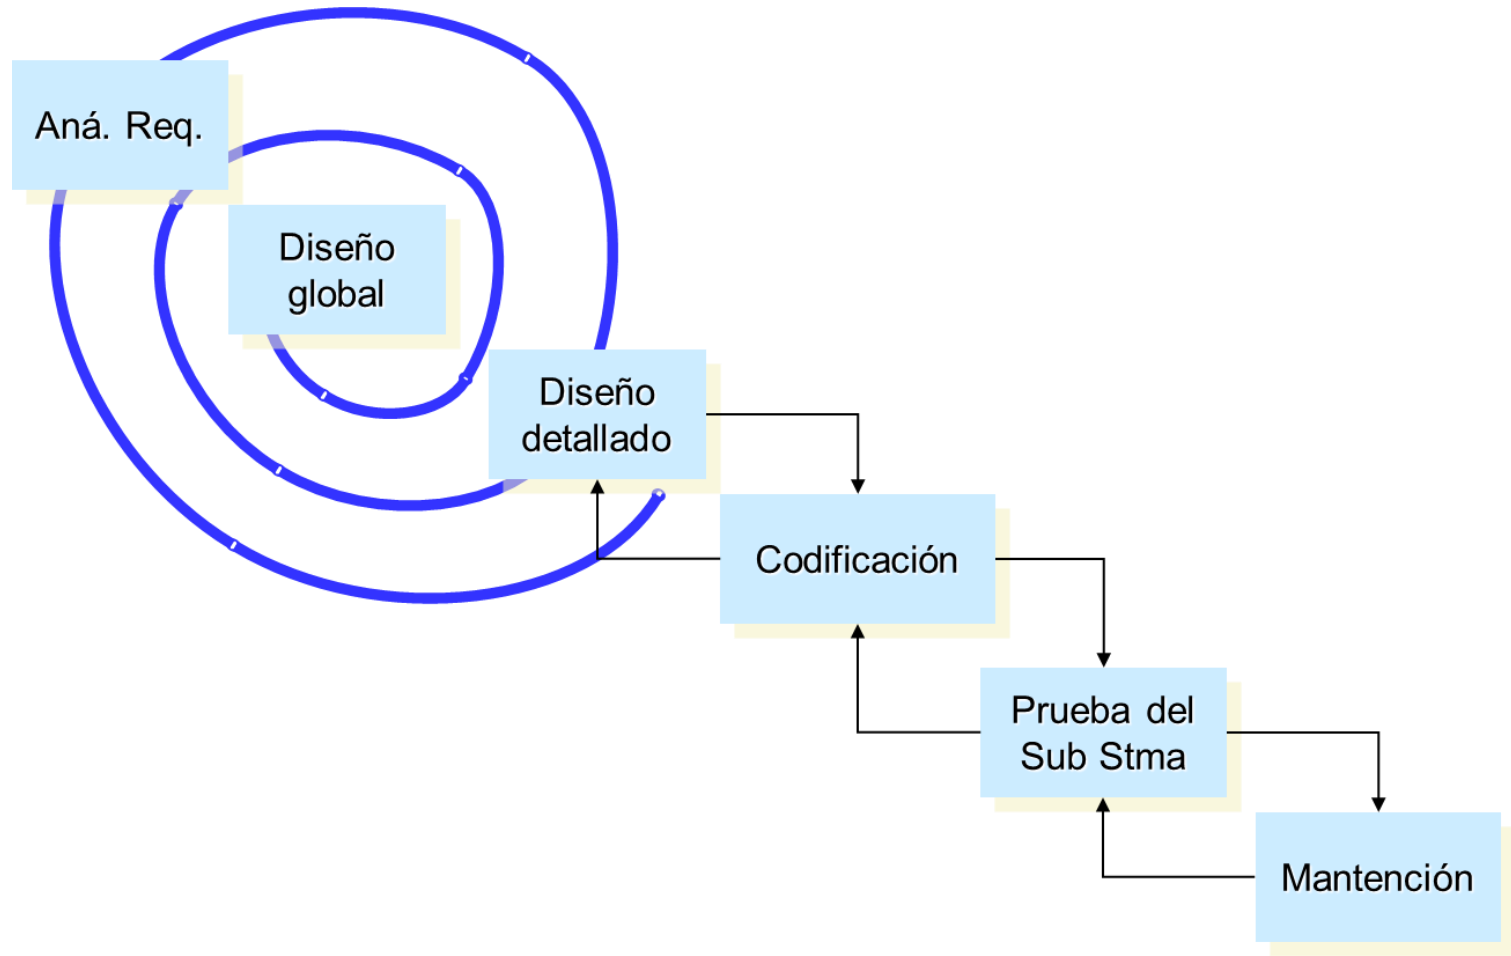 Aná. Req.
Diseño
global
Diseño
detallado
Codificación
Prueba del
Sub Stma
Mantención